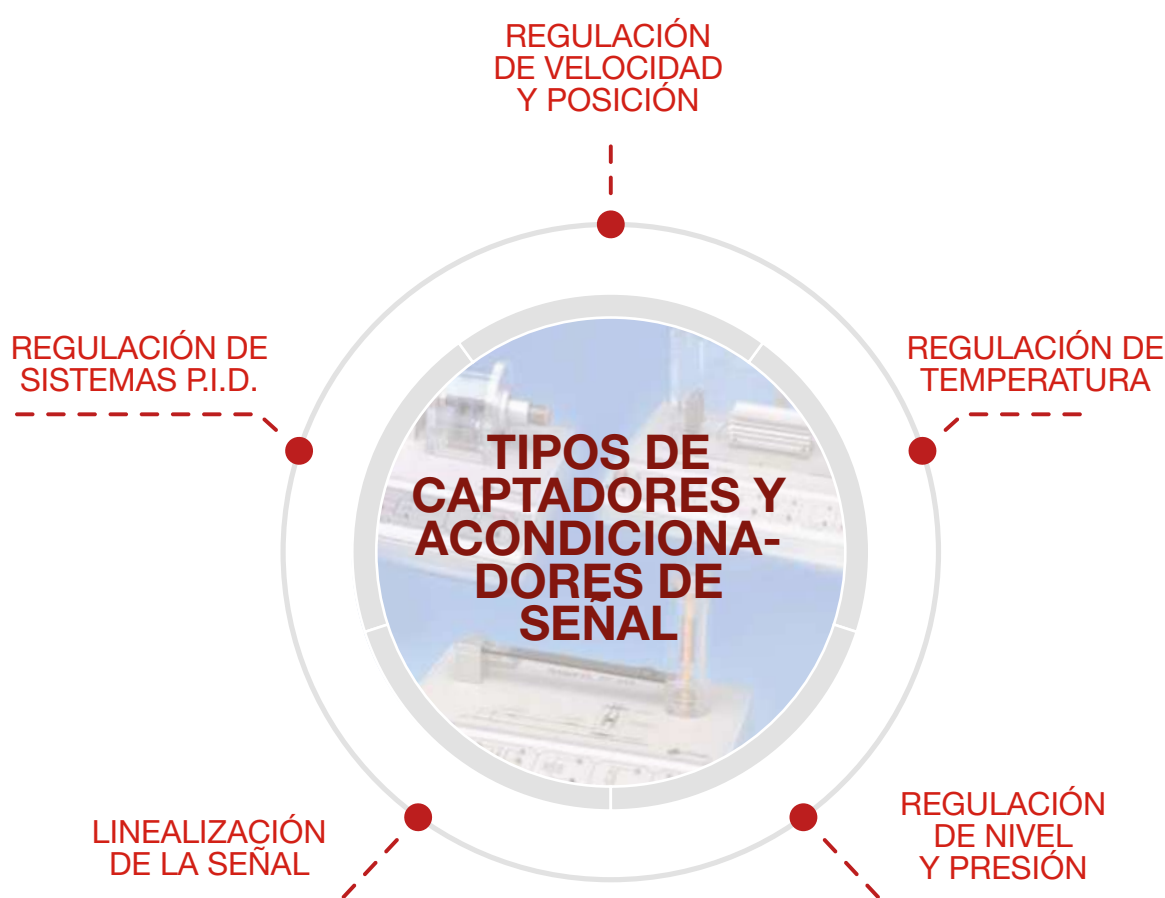 REGULACIÓN
DE VELOCIDAD
Y POSICIÓN
REGULACIÓN DE
SISTEMAS P.I.D.
REGULACIÓN DE
TEMPERATURA
TIPOS DE
CAPTADORES Y
ACONDICIONA-
DORES DE
SEÑAL
LINEALIZACIÓN
DE LA SEÑAL
REGULACIÓN
DE NIVEL
Y PRESIÓN